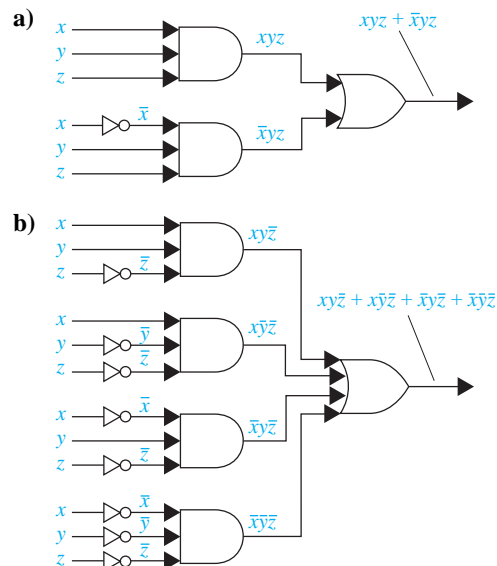 a)
xyz + x̄yz
x
y
z
xyz
x
x̄
y
z
x̄yz
b)
x
y
z
z̄
xyz̄
xyz̄ + xȳz̄ + x̄yz̄ + x̄ȳz̄
x
y
ȳ
z
z̄
xȳz̄
x
x̄
y
z
z̄
x̄yz̄
x
x̄
y
ȳ
z
z̄
x̄ȳz̄